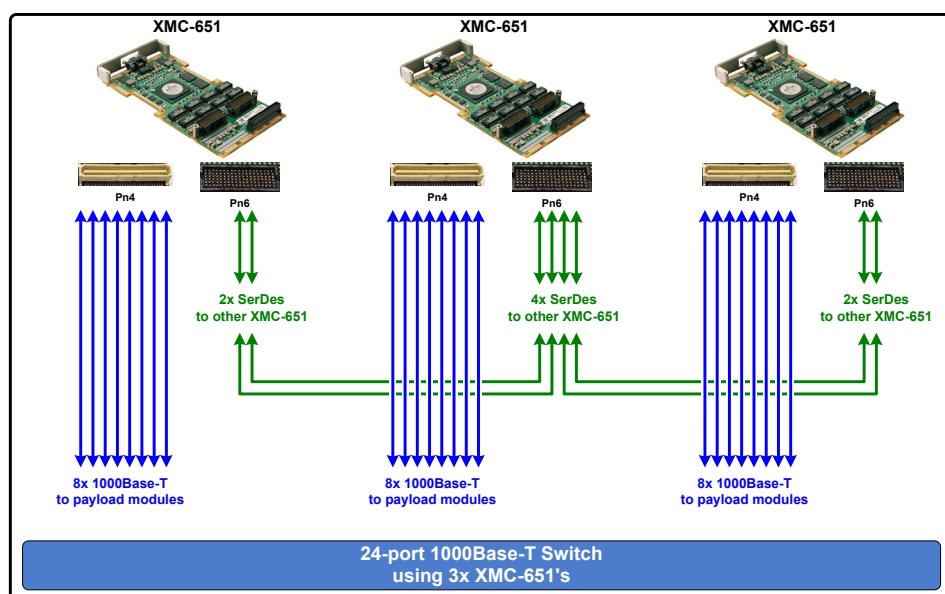 XMC-651
XMC-651
XMC-651
Pn4
Pn6
Pn4
Pn6
Pn4
Pn6
2x SerDes
to other XMC-651
4x SerDes
to other XMC-651
2x SerDes
to other XMC-651
8x 1000Base-T
to payload modules
8x 1000Base-T
to payload modules
8x 1000Base-T
to payload modules
24-port 1000Base-T Switch
using 3x XMC-651's